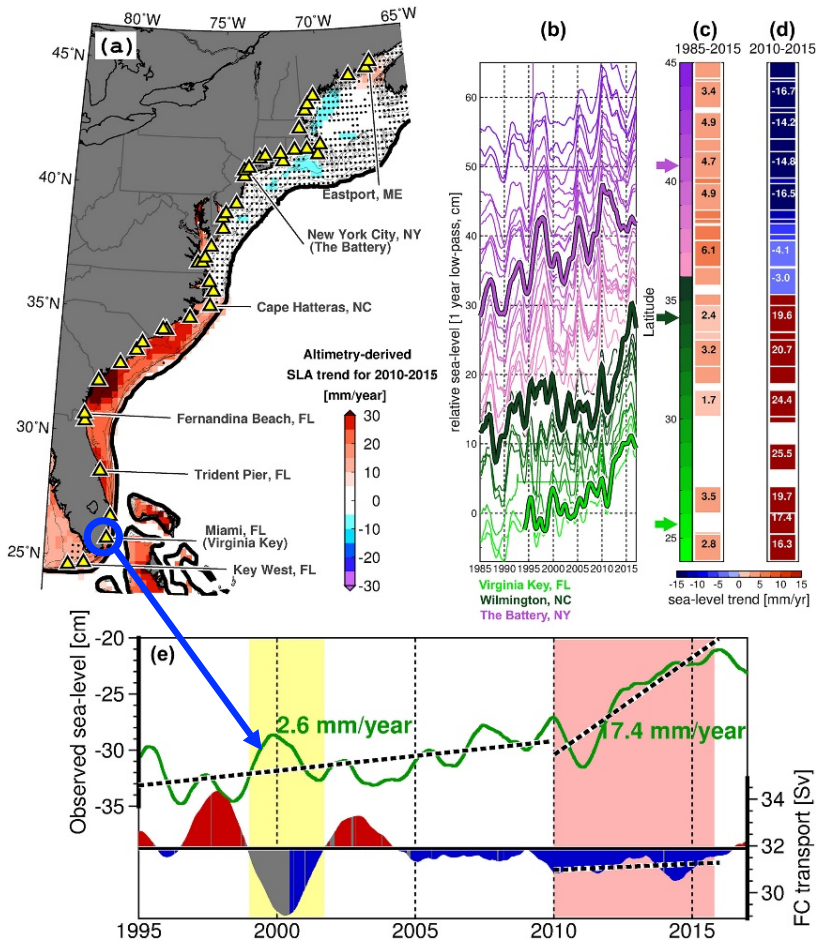 80°W
75°W
70°W
65°W
(a)
45°N
40°N
35°N
30°N
25°N
Eastport, ME
New York City, NY
(The Battery)
Cape Hatteras, NC
Altimetry-derived
SLA trend for 2010-2015
[mm/year]
30
20
10
0
-10
-20
-30
Fernandina Beach, FL
Trident Pier, FL
Miami, FL
(Virginia Key)
Key West, FL
(b)
relative sea-level [1 year low-pass, cm]
60
50
40
30
20
10
0
1985 1990 1995 2000 2005 2010 2015
Virginia Key, FL
Wilmington, NC
The Battery, NY
Latitude
45
40
35
30
25
(c)
1985-2015
3.4
4.9
4.7
4.9
6.1
2.4
3.2
1.7
3.5
2.8
(d)
2010-2015
-16.7
-14.2
-14.8
-16.5
-4.1
-3.0
19.6
20.7
24.4
25.5
19.7
17.4
16.3
-15 -10 -5 0 5 10 15
sea-level trend [mm/yr]
(e)
Observed sea-level [cm]
-20
-25
-30
-35
2.6 mm/year
17.4 mm/year
34
32
30
FC transport [Sv]
1995 2000 2005 2010 2015